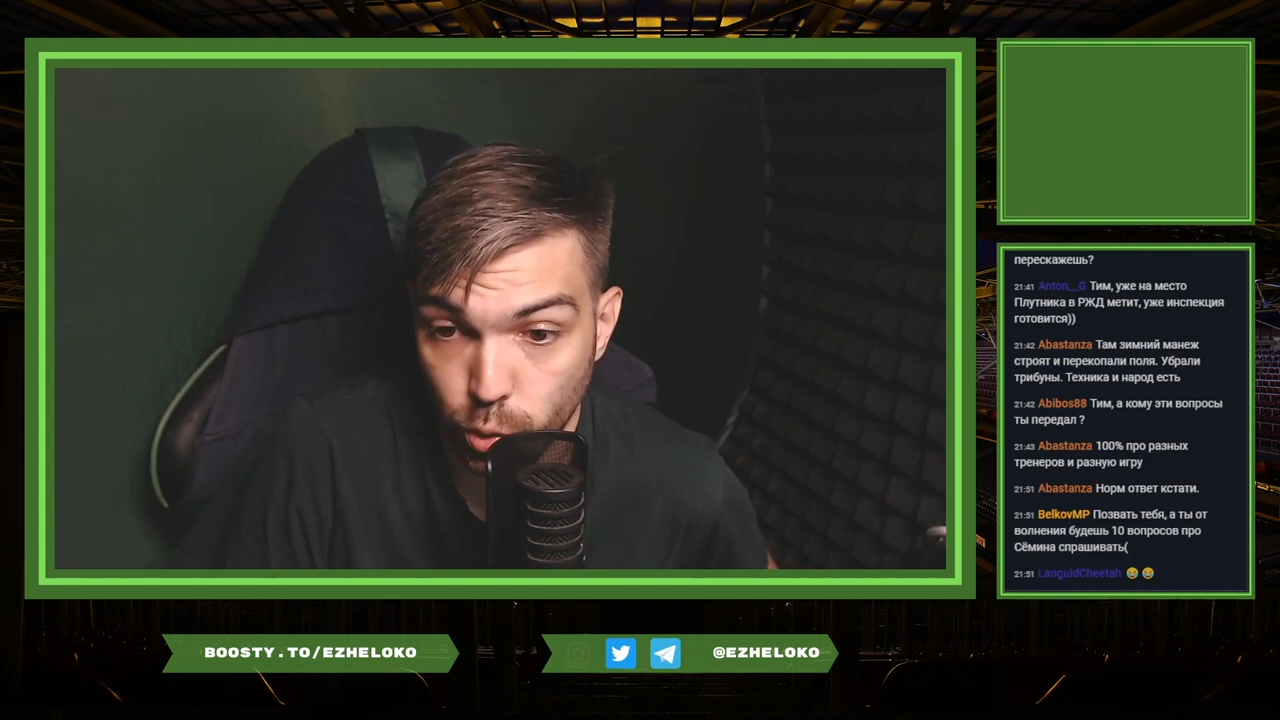 перескажешь?
21:41 Anton__G Тим, уже на место
Плутника в РЖД метит, уже инспекция
готовится))
21:42 Abastanza Там зимний манеж
строят и перекопали поля. Убрали
трибуны. Техника и народ есть
21:42 Abibos88 Тим, а кому эти вопросы
ты передал ?
21:43 Abastanza 100% про разных
тренеров и разную игру
21:51 Abastanza Норм ответ кстати.
21:51 BelkovMP Позвать тебя, а ты от
волнения будешь 10 вопросов про
Сёмина спрашивать(
21:51 LanguidCheetah 😂 😂
BOOSTY.TO/EZHELOKO
@EZHELOKO